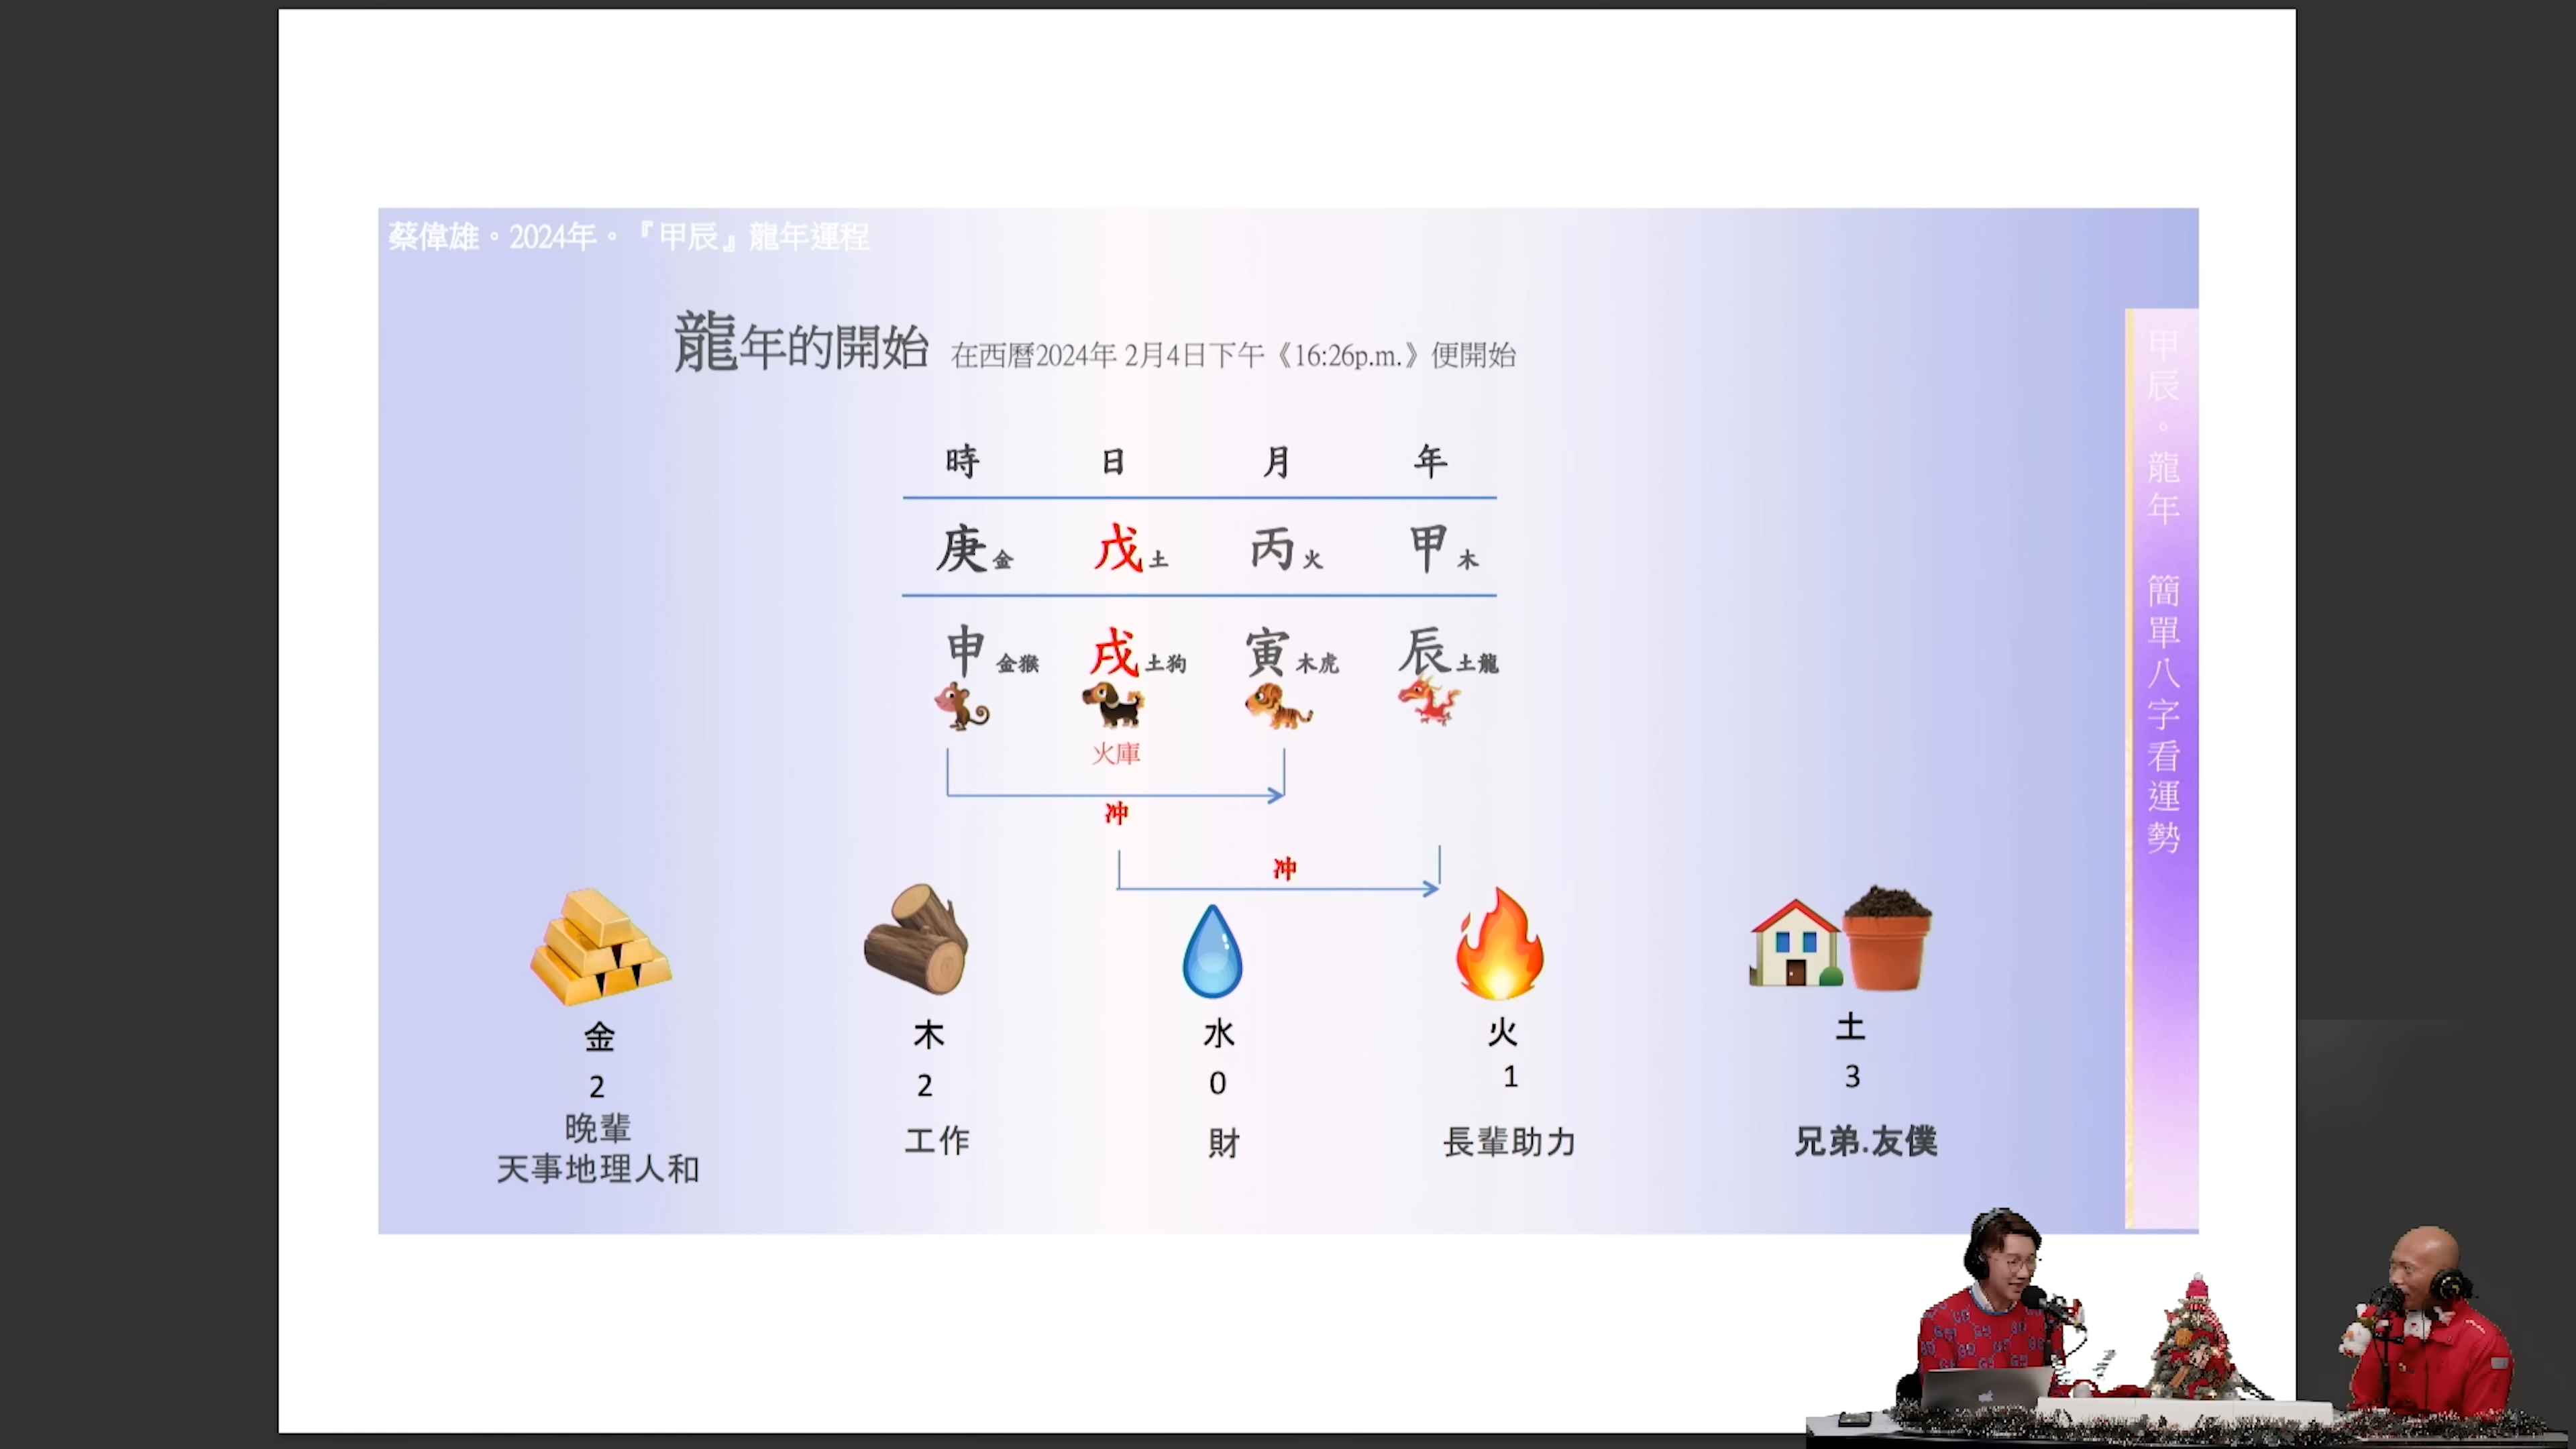 蔡偉雄。2024年。『甲辰』龍年運程
龍年的開始 在西曆2024年 2月4日下午《16:26p.m.》便開始
時 日 月 年
庚金 戊土 丙火 甲木
申金猴 戌土狗 寅木虎 辰土龍
火庫
冲
冲
金 木 水 火 土
2 2 0 1 3
晚輩
天事地理人和
工作
財
長輩助力
兄弟.友僕
甲辰。龍年 簡單八字看運勢